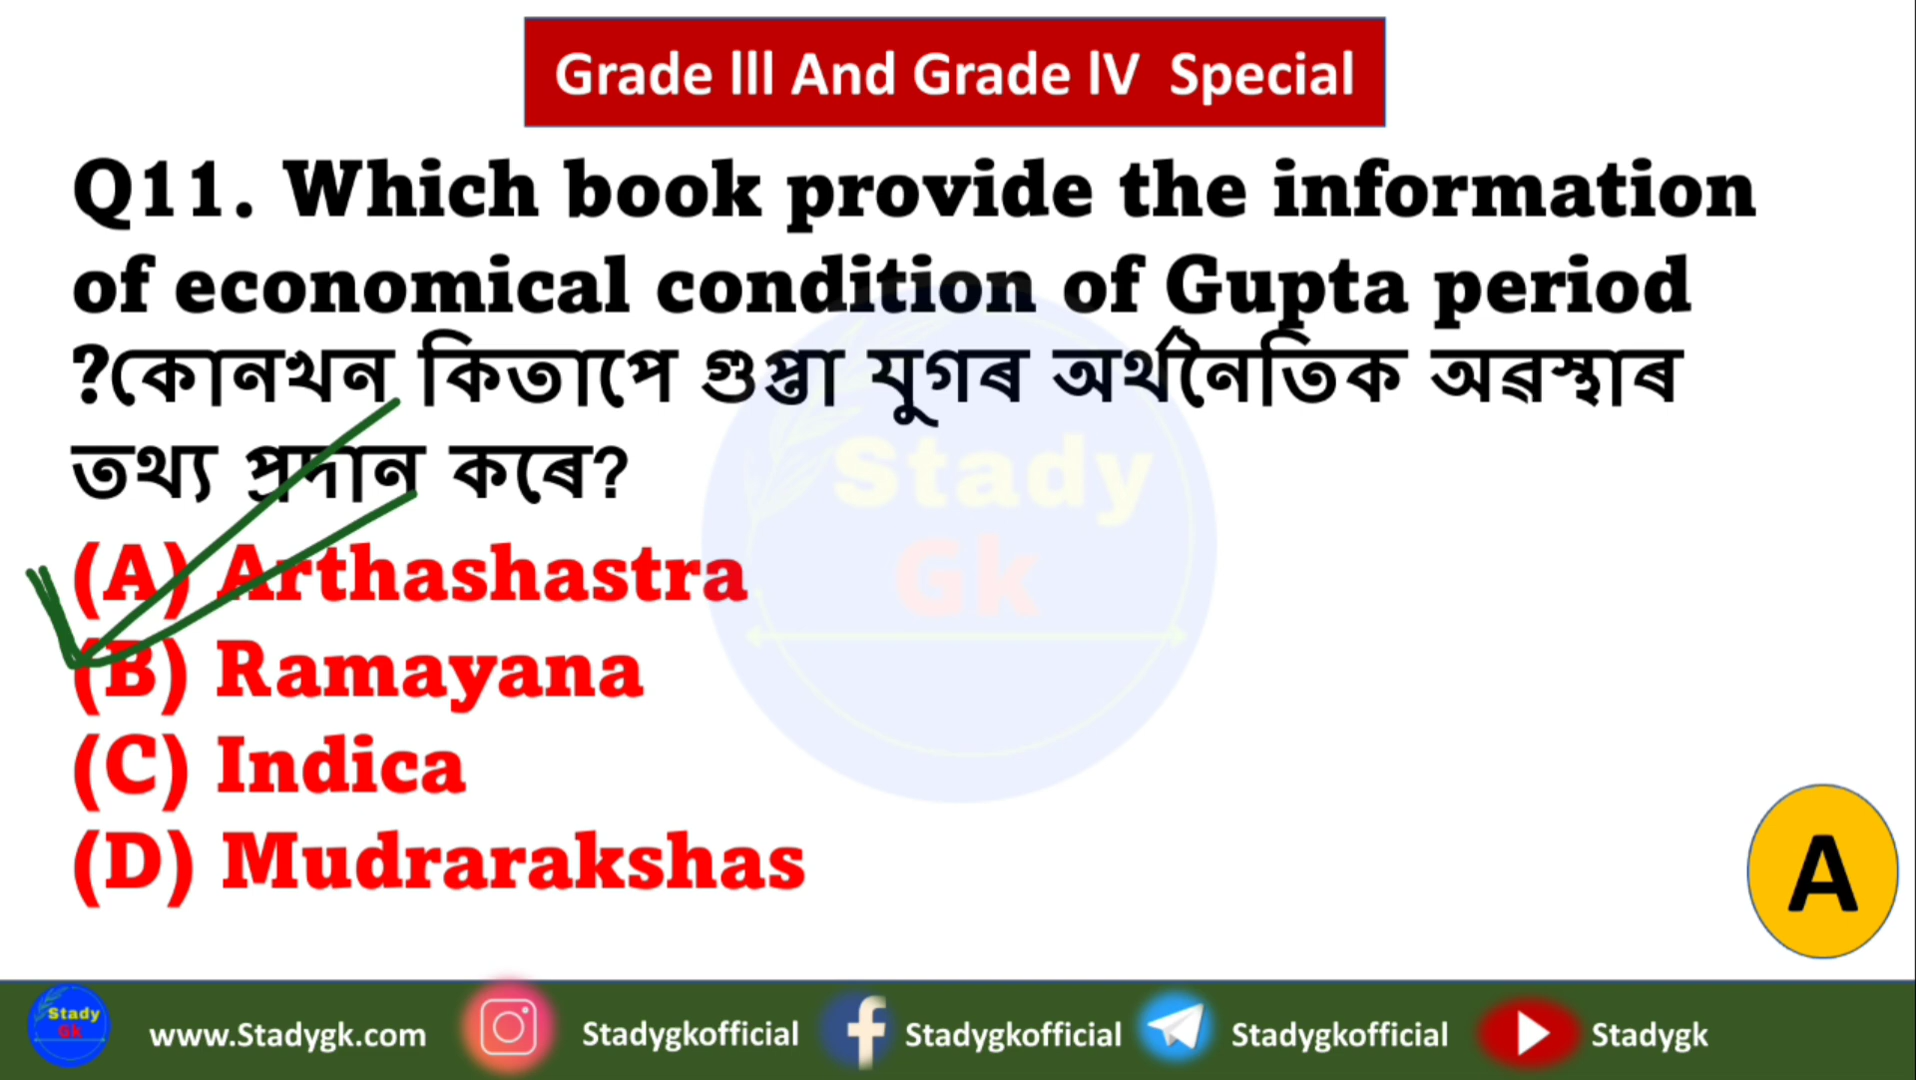 Grade lll And Grade lV Special
Q11. Which book provide the information
of economical condition of Gupta period
?কোনখন কিতাপে গুপ্তা যুগৰ অৰ্থনৈতিক অৱস্থাৰ
তথ্য প্ৰদান কৰে?
Stady
Gk
(A) Arthashastra
(B) Ramayana
(C) Indica
(D) Mudrarakshas
A
Stady
Gk
www.Stadygk.com
Stadygkofficial
Stadygkofficial
Stadygkofficial
Stadygk